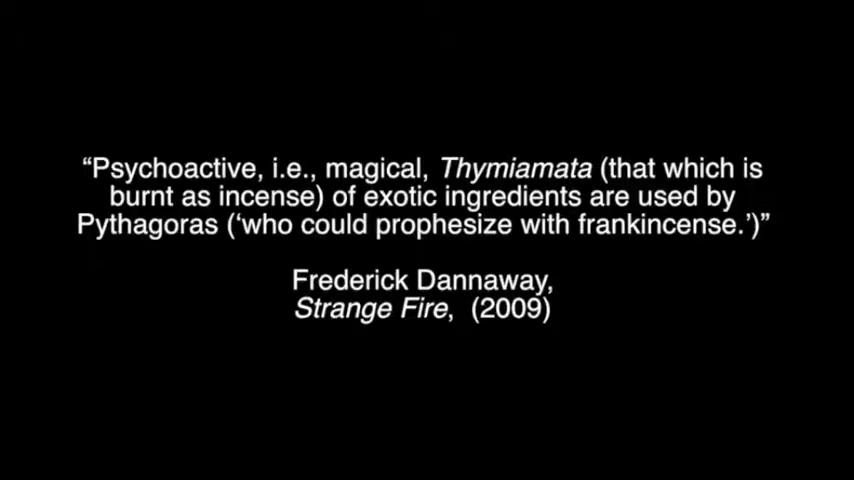 “Psychoactive, i.e., magical, Thymiamata (that which is
burnt as incense) of exotic ingredients are used by
Pythagoras (‘who could prophesize with frankincense.’)”
Frederick Dannaway,
Strange Fire, (2009)